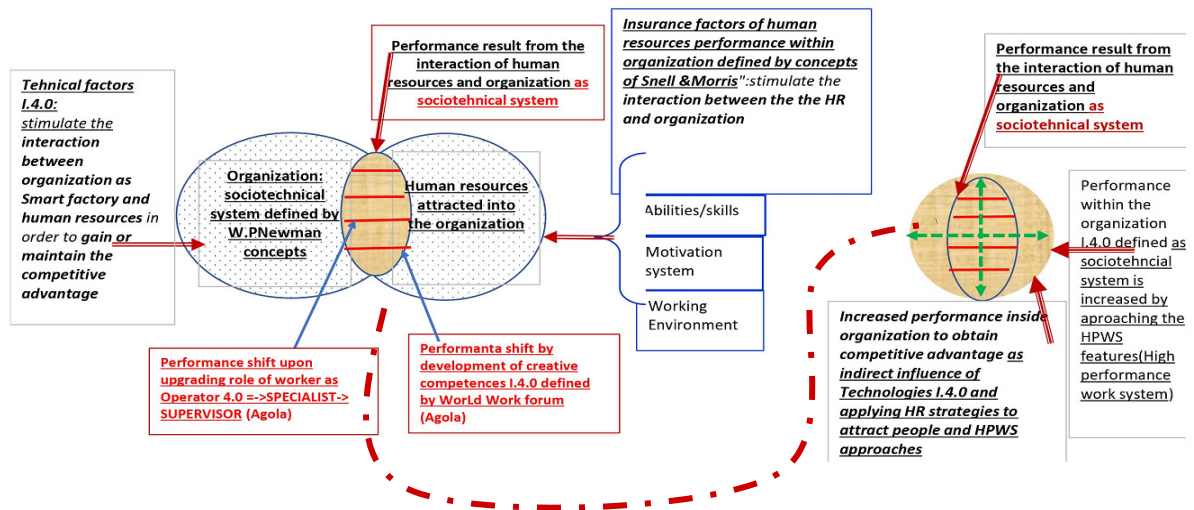 Tehnical factors
I.4.0:
stimulate the
interaction
between
organization as
Smart factory and
human resources in
order to gain or
maintain the
competitive
advantage
Organization:
sociotechnical
system defined by
W.PNewman
concepts
Performance result from the
interaction of human
resources and organization as
sociotehnical system
Human resources
attracted into
the organization
Performance shift upon
upgrading role of worker as
Operator 4.0 =->SPECIALIST->
SUPERVISOR (Agola)
Performanta shift by
development of creative
competences I.4.0 defined
by WorLd Work forum
(Agola)
Insurance factors of human
resources performance within
organization defined by concepts
of Snell &Morris":stimulate the
interaction between the the HR
and organization
Abilities/skills
Motivation
system
Working
Environment
Performance result from
the interaction of human
resources and
organization as
sociotehnical system
Performance
within the
organization
I.4.0 defined as
sociotehncial
system is
increased by
aproaching the
HPWS
features(High
performance
work system)
Increased performance inside
organization to obtain
competitive advantage as
indirect influence of
Technologies I.4.0 and
applying HR strategies to
attract people and HPWS
approaches